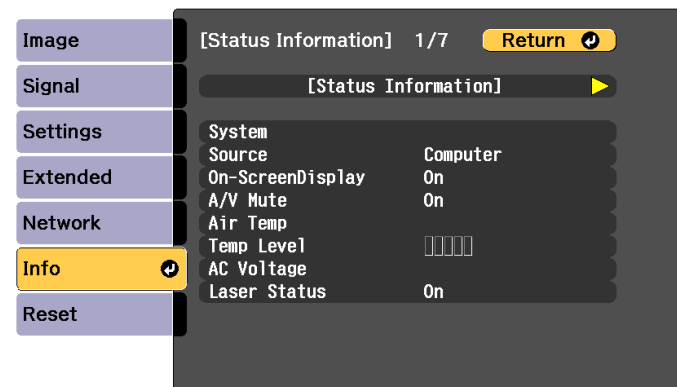 Image
Signal
Settings
Extended
Network
Info
Reset
[Status Information] 1/7 Return
[Status Information]
System
Source Computer
On-ScreenDisplay On
A/V Mute On
Air Temp
Temp Level
AC Voltage
Laser Status On